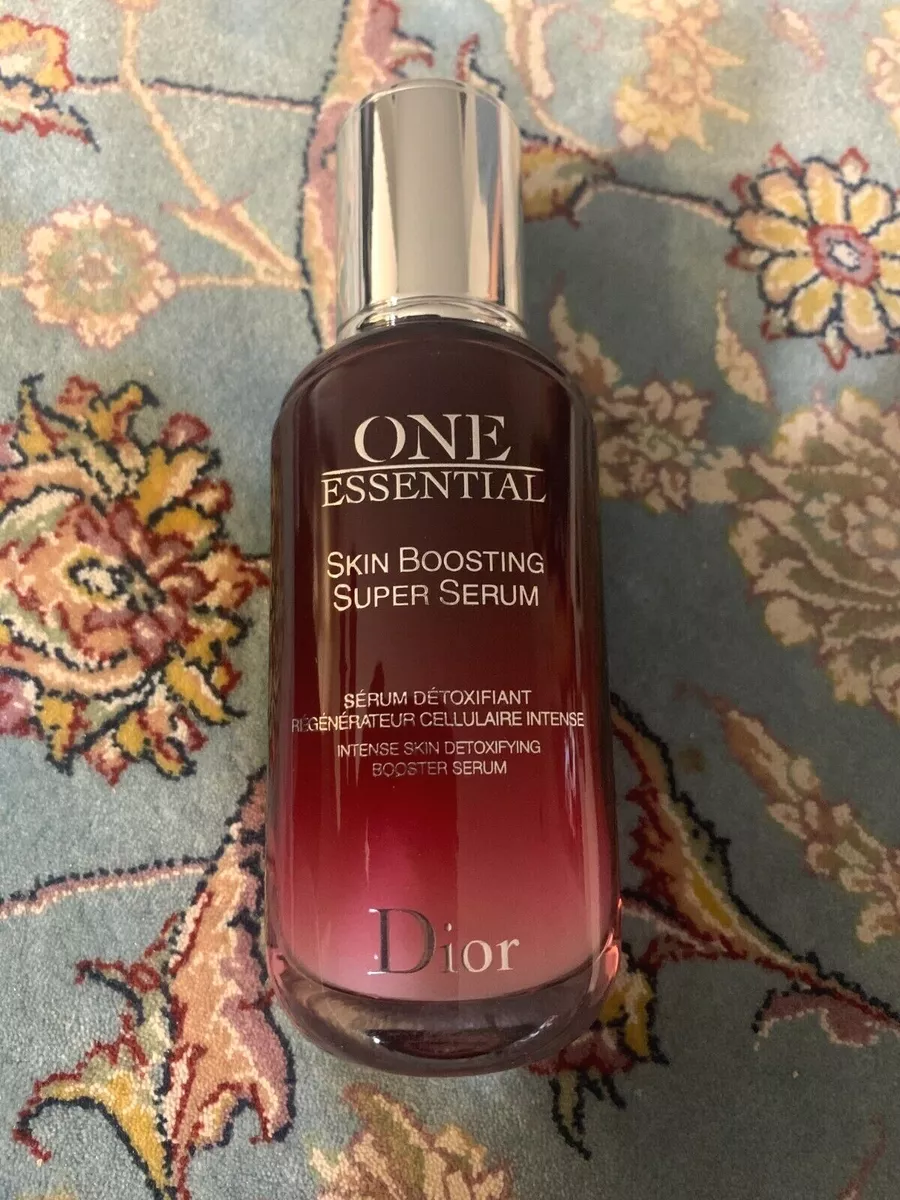 ONE
ESSENTIAL
SKIN BOOSTING
SUPER SERUM
SÉRUM DÉTOXIFIANT
RÉGÉNÉRATEUR CELLULAIRE INTENSE
INTENSE SKIN DETOXIFYING
BOOSTER SERUM
Dior